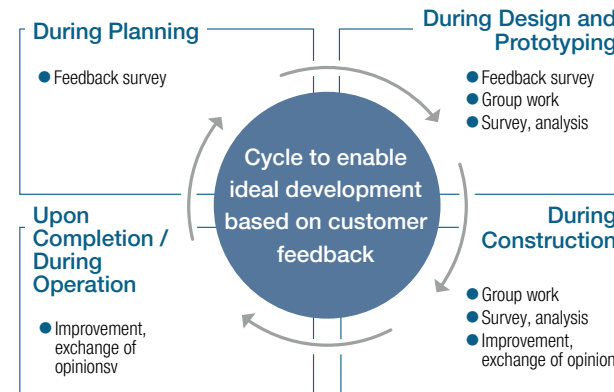 During Planning
● Feedback survey
During Design and
Prototyping
● Feedback survey
● Group work
● Survey, analysis
Cycle to enable
ideal development
based on customer
feedback
Upon
Completion /
During
Operation
● Improvement,
exchange of
opinionsv
During
Construction
● Group work
● Survey, analysis
● Improvement,
exchange of opinion